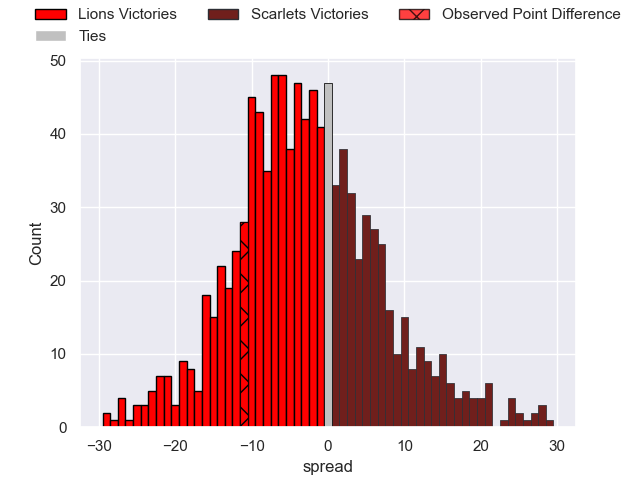 Lions Victories Scarlets Victories Observed Point Difference
Ties
50
40
30
20
10
0
Count
−30 −20 −10 0 10 20 30
spread